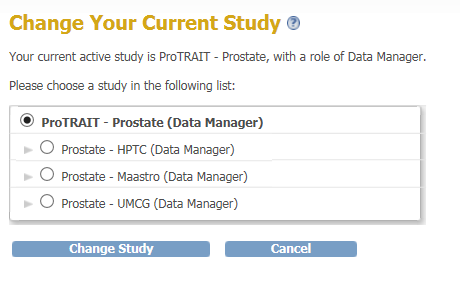 Change Your Current Study ?
Your current active study is ProTRAIT - Prostate, with a role of Data Manager.
Please choose a study in the following list:
ProTRAIT - Prostate (Data Manager)
Prostate - HPTC (Data Manager)
Prostate - Maastro (Data Manager)
Prostate - UMCG (Data Manager)
Change Study Cancel